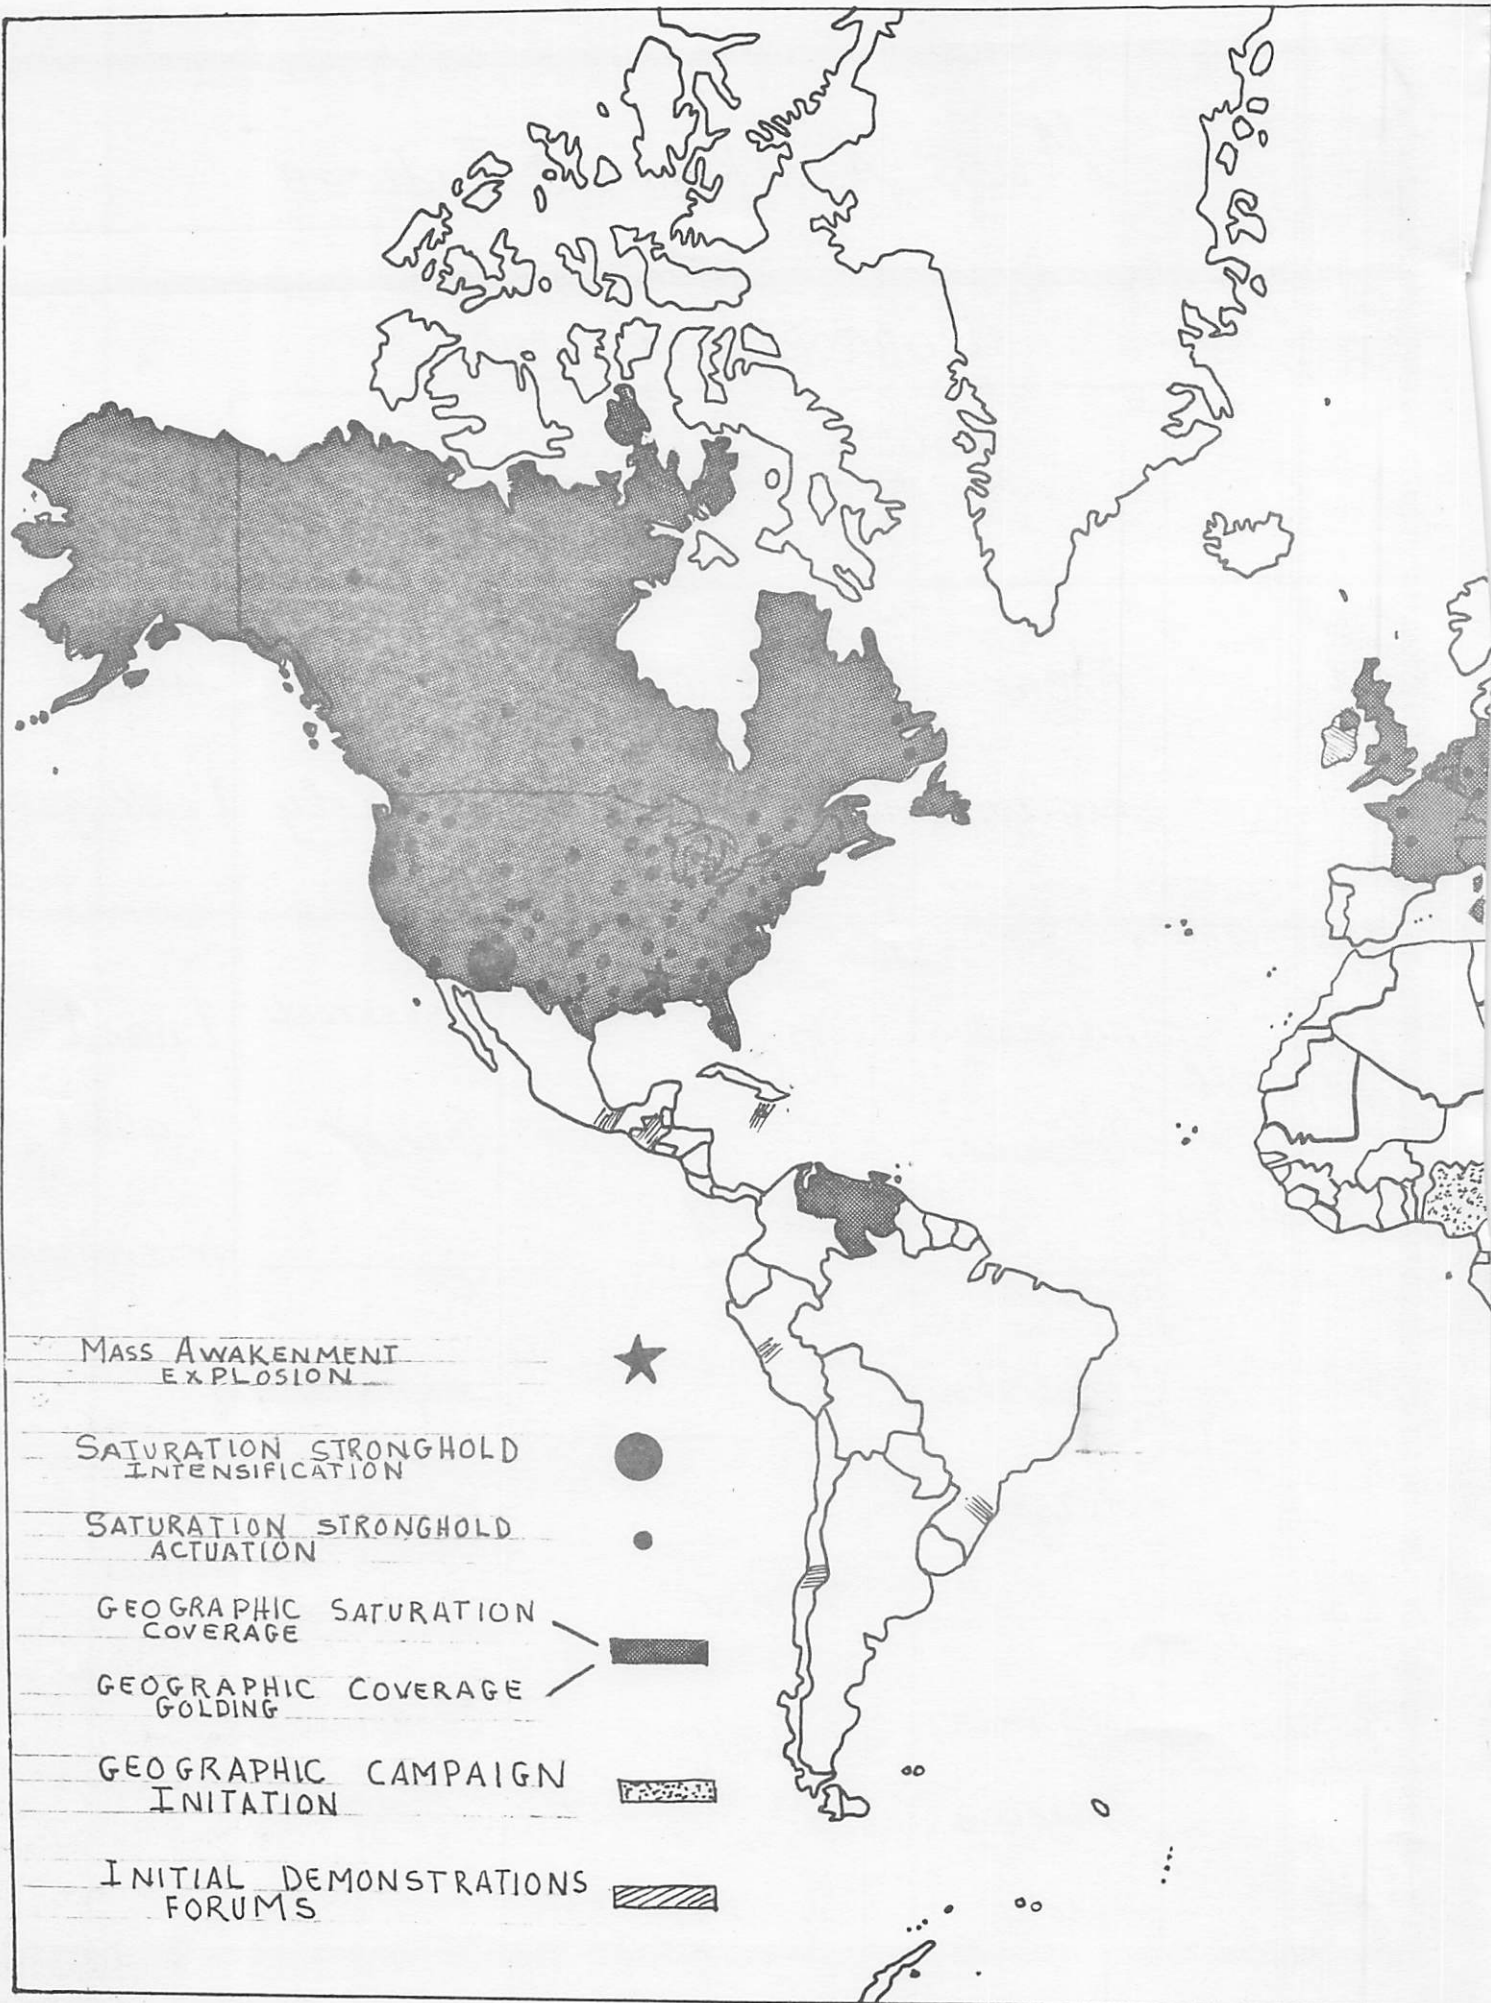 MASS AWAKENMENT
EXPLOSION
SATURATION STRONGHOLD
INTENSIFICATION
SATURATION STRONGHOLD
ACTUATION
GEOGRAPHIC SATURATION
COVERAGE
GEOGRAPHIC COVERAGE
GOLDING
GEOGRAPHIC CAMPAIGN
INITATION
INITIAL DEMONSTRATIONS
FORUMS